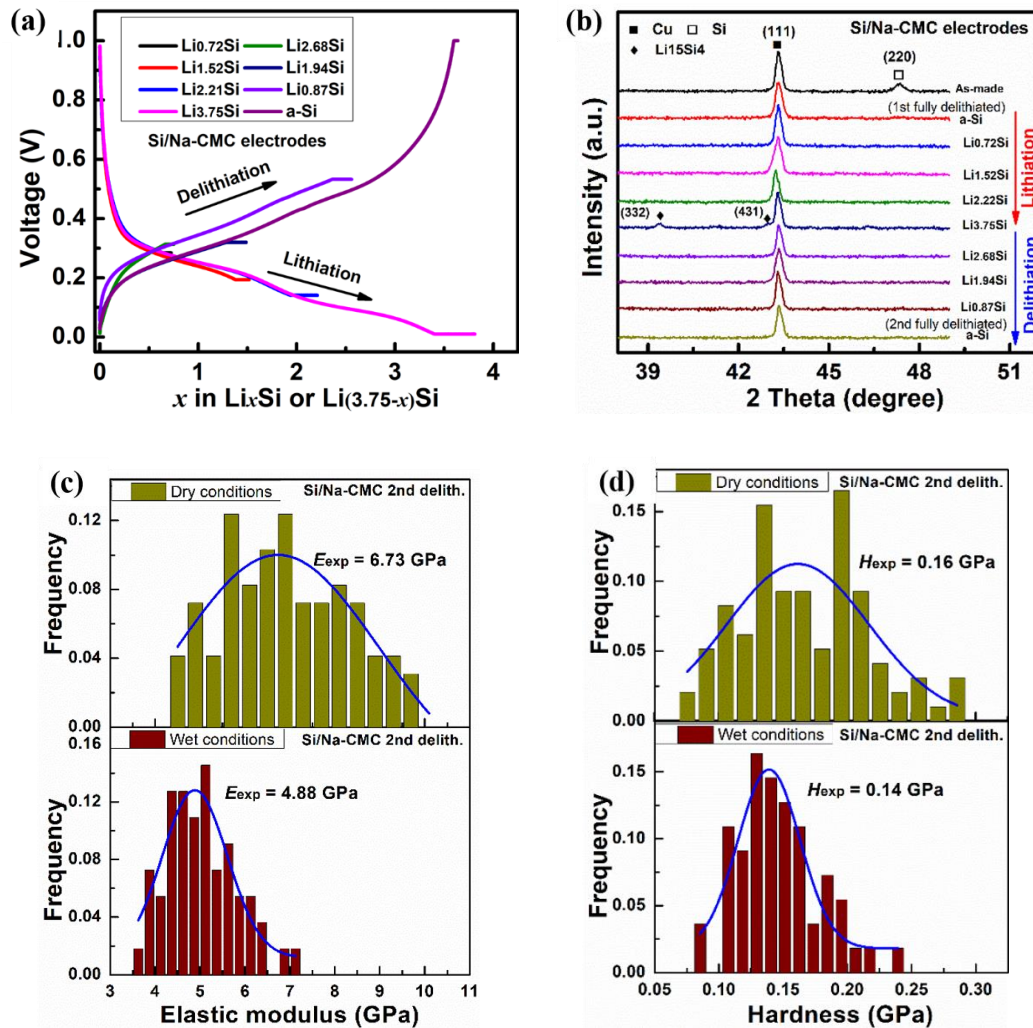 (a)
1.0
0.8
0.6
0.4
0.2
0.0
Voltage (V)
Li0.72Si
Li2.68Si
Li1.52Si
Li1.94Si
Li2.21Si
Li0.87Si
Li3.75Si
a-Si
Si/Na-CMC electrodes
Delithiation
Lithiation
0 1 2 3 4
x in LixSi or Li(3.75-x)Si
(b)
Intensity (a.u.)
Cu Si
Li15Si4
(111)
Si/Na-CMC electrodes
(220)
As-made
(1st fully delithiated)
a-Si
Li0.72Si
Li1.52Si
Li2.22Si
(332)
(431)
Li3.75Si
Li2.68Si
Li1.94Si
Li0.87Si
(2nd fully delithiated)
a-Si
Lithiation
Delithiation
39 42 45 48 51
2 Theta (degree)
(c)
Dry conditions
Si/Na-CMC 2nd delith.
Eexp = 6.73 GPa
0.12
0.08
0.04
0.00
Frequency
4 5 6 7 8 9 10 11
Wet conditions
Si/Na-CMC 2nd delith.
Eexp = 4.88 GPa
0.16
0.12
0.08
0.04
0.00
Frequency
3 4 5 6 7 8 9 10 11
Elastic modulus (GPa)
(d)
Dry conditions
Si/Na-CMC 2nd delith.
Hexp = 0.16 GPa
0.15
0.10
0.05
0.00
Frequency
Wet conditions
Si/Na-CMC 2nd delith.
Hexp = 0.14 GPa
0.15
0.10
0.05
0.00
Frequency
0.05 0.10 0.15 0.20 0.25 0.30
Hardness (GPa)